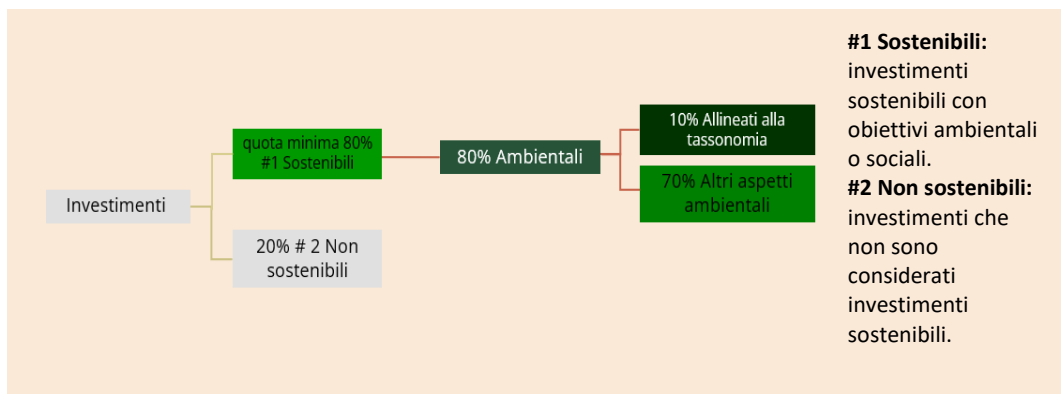 Investimenti
quota minima 80%
#1 Sostenibili
20% # 2 Non
sostenibili
80% Ambientali
10% Allineati alla
tassonomia
70% Altri aspetti
ambientali
#1 Sostenibili:
investimenti
sostenibili con
obiettivi ambientali
o sociali.
#2 Non sostenibili:
investimenti che
non sono
considerati
investimenti
sostenibili.